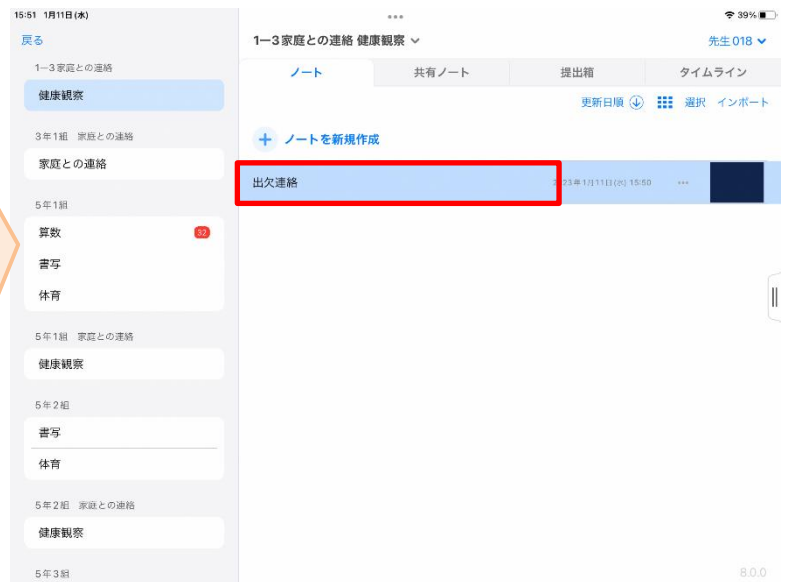 15:51 1月11日(水)
39%
戻る
1ー3家庭との連絡 健康観察
先生018
1ー3家庭との連絡
健康観察
3年1組 家庭との連絡
家庭との連絡
5年1組
算数 32
書写
体育
5年1組 家庭との連絡
健康観察
5年2組
書写
体育
5年2組 家庭との連絡
健康観察
5年3組
ノート 共有ノート 提出箱 タイムライン
更新日順 選択 インポート
+ ノートを新規作成
出欠連絡 2023年1月11日(水) 15:50
8.0.0